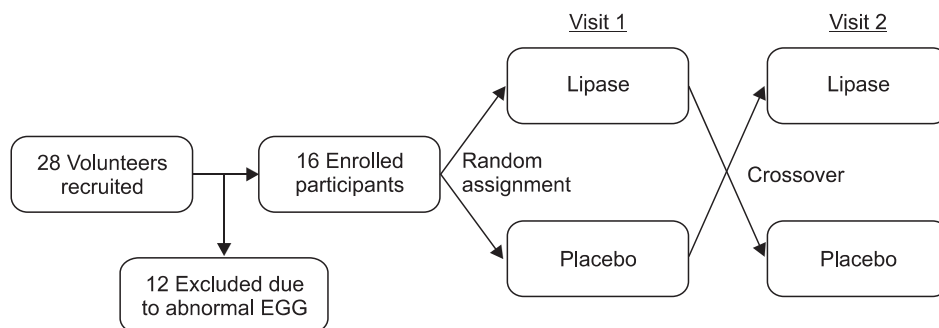 Visit 1
Visit 2
Lipase
Lipase
28 Volunteers
recruited
16 Enrolled
participants
Random
assignment
Crossover
Placebo
Placebo
12 Excluded due
to abnormal EGG